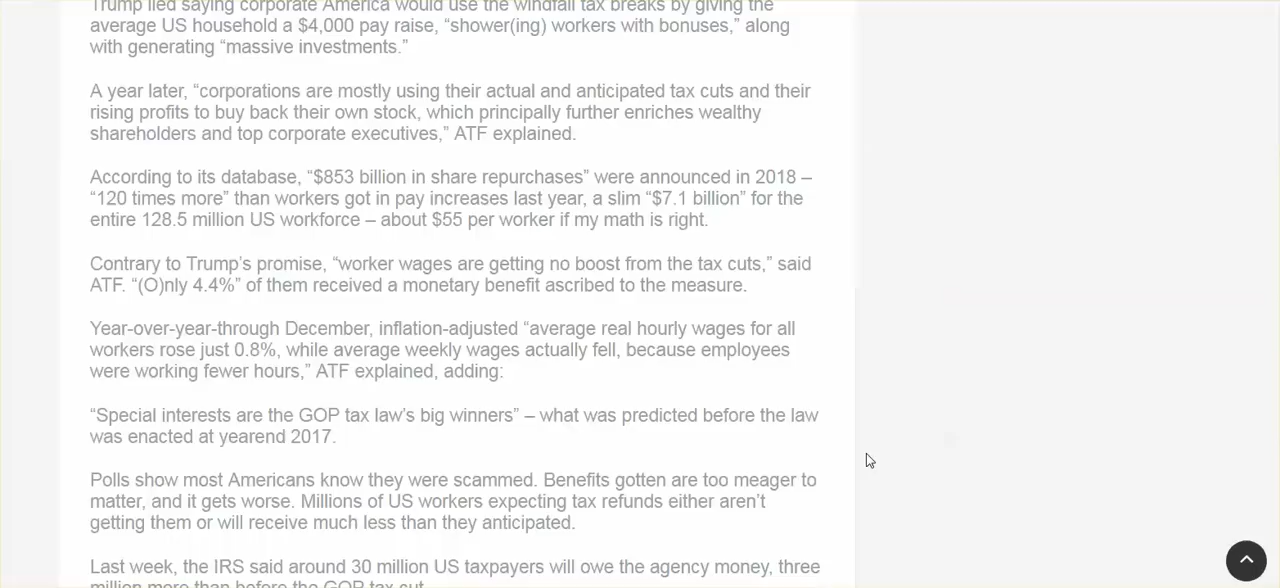 Trump lied saying corporate America would use the windfall tax breaks by giving the
average US household a $4,000 pay raise, “shower(ing) workers with bonuses,” along
with generating “massive investments.”
A year later, “corporations are mostly using their actual and anticipated tax cuts and their
rising profits to buy back their own stock, which principally further enriches wealthy
shareholders and top corporate executives,” ATF explained.
According to its database, “$853 billion in share repurchases” were announced in 2018 –
“120 times more” than workers got in pay increases last year, a slim “$7.1 billion” for the
entire 128.5 million US workforce – about $55 per worker if my math is right.
Contrary to Trump’s promise, “worker wages are getting no boost from the tax cuts,” said
ATF. “(O)nly 4.4%” of them received a monetary benefit ascribed to the measure.
Year-over-year-through December, inflation-adjusted “average real hourly wages for all
workers rose just 0.8%, while average weekly wages actually fell, because employees
were working fewer hours,” ATF explained, adding:
“Special interests are the GOP tax law’s big winners” – what was predicted before the law
was enacted at yearend 2017.
Polls show most Americans know they were scammed. Benefits gotten are too meager to
matter, and it gets worse. Millions of US workers expecting tax refunds either aren’t
getting them or will receive much less than they anticipated.
Last week, the IRS said around 30 million US taxpayers will owe the agency money, three
million more than before the GOP tax cut.